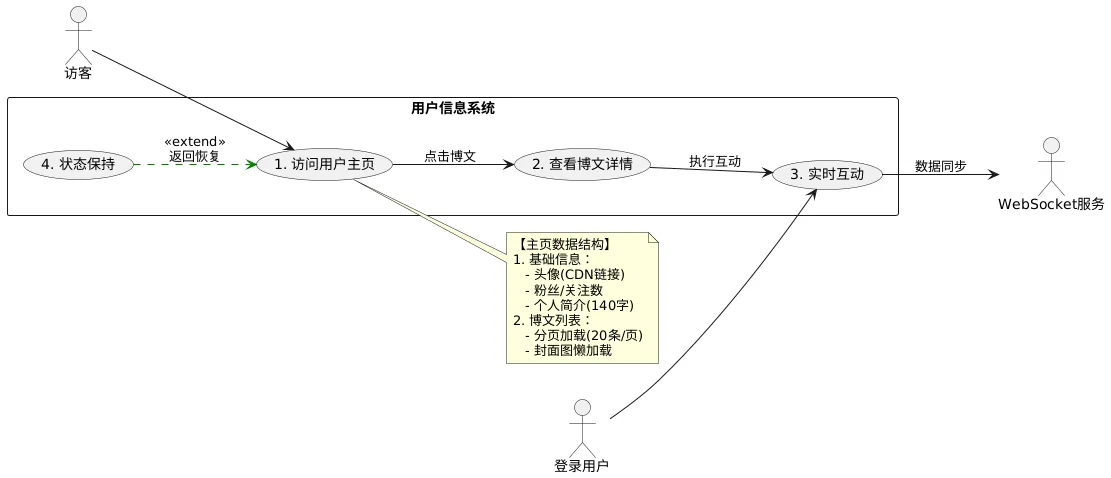 访客
用户信息系统
4. 状态保持
«extend»
返回恢复
1. 访问用户主页
点击博文
2. 查看博文详情
执行互动
3. 实时互动
数据同步
WebSocket服务
【主页数据结构】
1. 基础信息：
- 头像(CDN链接)
- 粉丝/关注数
- 个人简介(140字)
2. 博文列表：
- 分页加载(20条/页)
- 封面图懒加载
登录用户